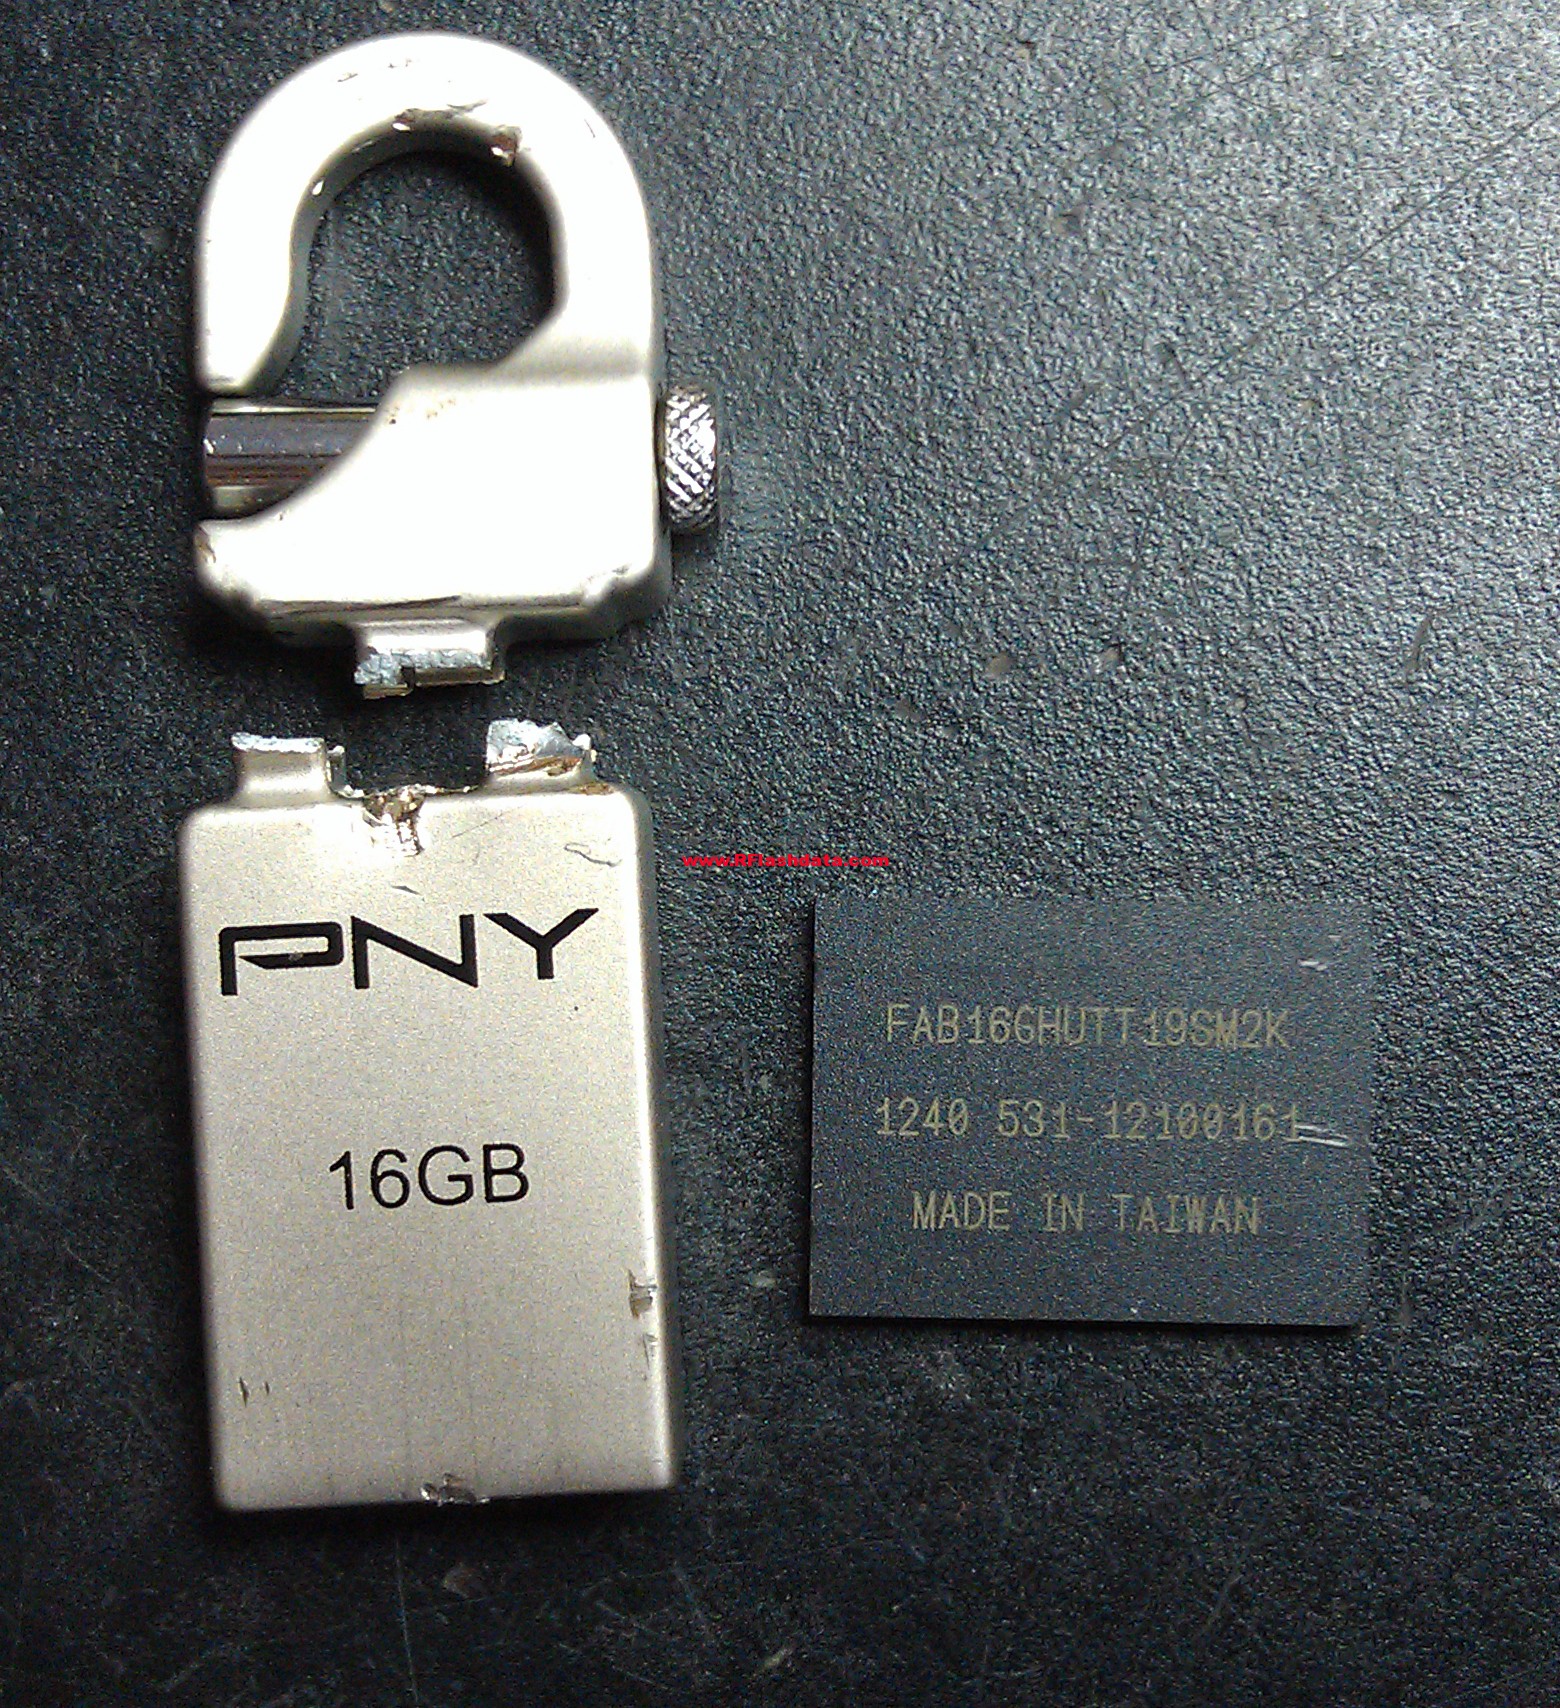 PNY
16GB
www.RFlashdata.com
FAB16GHUTT19SM2K
1240 531-12100161
MADE IN TAIWAN